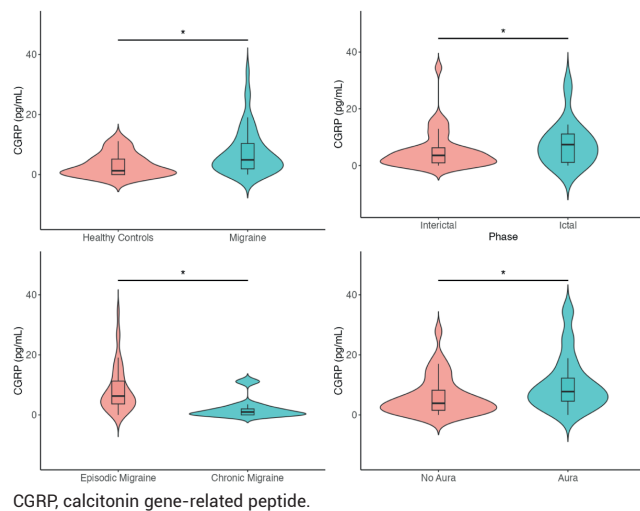 *
CGRP (pg/mL)
40
20
0
Healthy Controls
Migraine
*
CGRP (pg/mL)
40
20
0
Interictal
Ictal
Phase
*
CGRP (pg/mL)
40
20
0
Episodic Migraine
Chronic Migraine
*
CGRP (pg/mL)
40
20
0
No Aura
Aura
CGRP, calcitonin gene-related peptide.